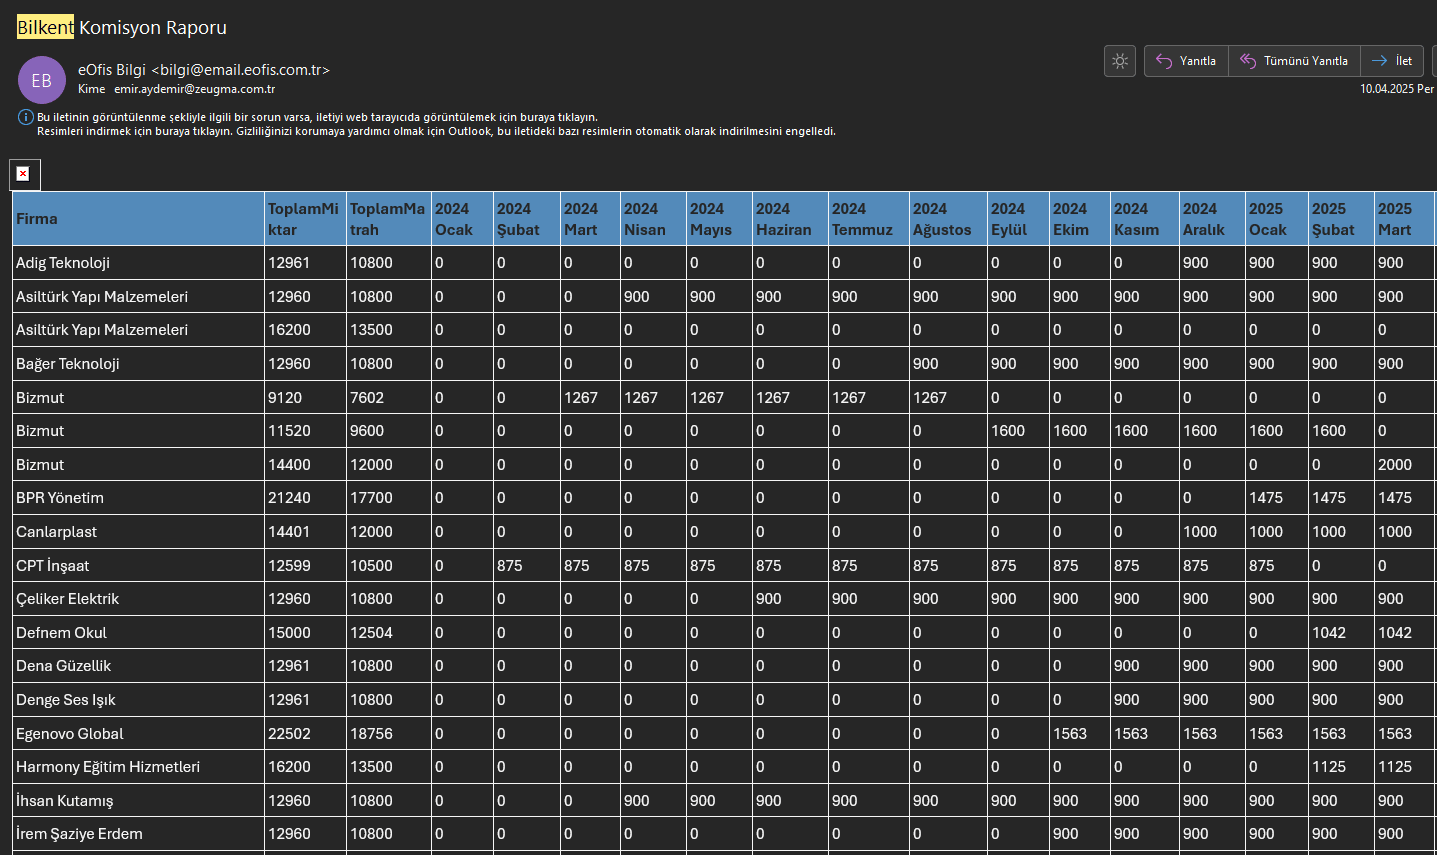 Bilkent Komisyon Raporu
EB
eOfis Bilgi <bilgi@email.eofis.com.tr>
Kime emir.aydemir@zeugma.com.tr
Yanıtla Tümünü Yanıtla İlet
10.04.2025 Per
Bu iletinin görüntülenme şekliyle ilgili bir sorun varsa, iletiyi web tarayıcıda görüntülemek için buraya tıklayın.
Resimleri indirmek için buraya tıklayın. Gizliliğinizi korumaya yardımcı olmak için Outlook, bu iletideki bazı resimlerin otomatik olarak indirilmesini engelledi.
Firma ToplamMiktar ToplamMatrah 2024 Ocak 2024 Şubat 2024 Mart 2024 Nisan 2024 Mayıs 2024 Haziran 2024 Temmuz 2024 Ağustos 2024 Eylül 2024 Ekim 2024 Kasım 2024 Aralık 2025 Ocak 2025 Şubat 2025 Mart
Adig Teknoloji 12961 10800 0 0 0 0 0 0 0 0 0 0 0 900 900 900 900
Asiltürk Yapı Malzemeleri 12960 10800 0 0 0 900 900 900 900 900 900 900 900 900 900 900 900
Asiltürk Yapı Malzemeleri 16200 13500 0 0 0 0 0 0 0 0 0 0 0 0 0 0 0
Bağer Teknoloji 12960 10800 0 0 0 0 0 0 0 900 900 900 900 900 900 900 900
Bizmut 9120 7602 0 0 1267 1267 1267 1267 1267 1267 0 0 0 0 0 0 0
Bizmut 11520 9600 0 0 0 0 0 0 0 0 1600 1600 1600 1600 1600 1600 0
Bizmut 14400 12000 0 0 0 0 0 0 0 0 0 0 0 0 0 0 2000
BPR Yönetim 21240 17700 0 0 0 0 0 0 0 0 0 0 0 0 1475 1475 1475
Canlarplast 14401 12000 0 0 0 0 0 0 0 0 0 0 0 1000 1000 1000 1000
CPT İnşaat 12599 10500 0 875 875 875 875 875 875 875 875 875 875 875 875 0 0
Çeliker Elektrik 12960 10800 0 0 0 0 0 900 900 900 900 900 900 900 900 900 900
Defnem Okul 15000 12504 0 0 0 0 0 0 0 0 0 0 0 0 0 1042 1042
Dena Güzellik 12961 10800 0 0 0 0 0 0 0 0 0 0 900 900 900 900 900
Denge Ses Işık 12961 10800 0 0 0 0 0 0 0 0 0 0 900 900 900 900 900
Egenovo Global 22502 18756 0 0 0 0 0 0 0 0 0 1563 1563 1563 1563 1563 1563
Harmony Eğitim Hizmetleri 16200 13500 0 0 0 0 0 0 0 0 0 0 0 0 0 1125 1125
İhsan Kutamış 12960 10800 0 0 0 900 900 900 900 900 900 900 900 900 900 900 900
İrem Şaziye Erdem 12960 10800 0 0 0 0 0 0 0 0 0 900 900 900 900 900 900